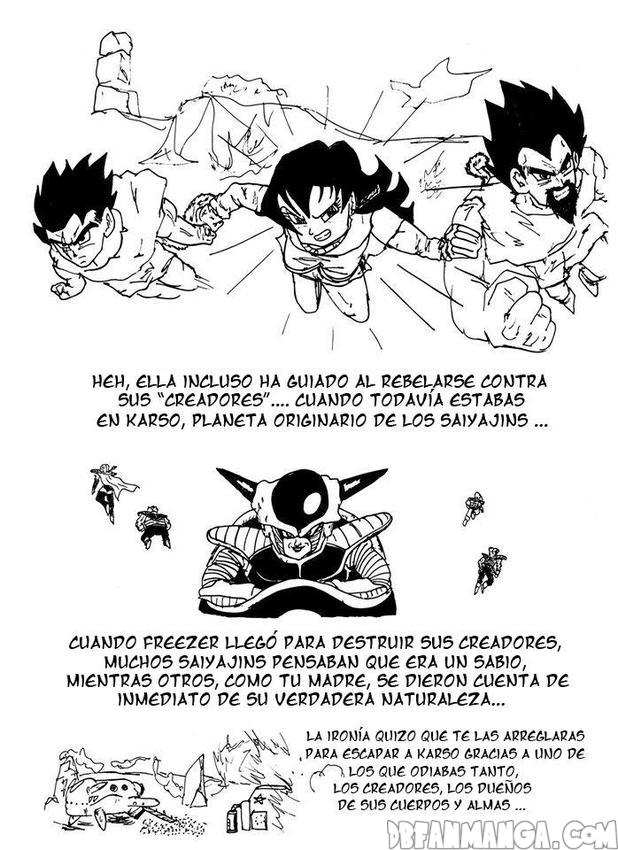 HEH, ELLA INCLUSO HA GUIADO AL REBELARSE CONTRA
SUS "CREADORES".... CUANDO TODAVÍA ESTABAS
EN KARSO, PLANETA ORIGINARIO DE LOS SAIYAJINS ...
CUANDO FREEZER LLEGÓ PARA DESTRUIR SUS CREADORES,
MUCHOS SAIYAJINS PENSABAN QUE ERA UN SABIO,
MIENTRAS OTROS, COMO TU MADRE, SE DIERON CUENTA DE
INMEDIATO DE SU VERDADERA NATURALEZA...
LA IRONÍA QUIZO QUE TE LAS ARREGLARAS
PARA ESCAPAR A KARSO GRACIAS A UNO DE
LOS QUE ODIABAS TANTO,
LOS CREADORES, LOS DUEÑOS
DE SUS CUERPOS Y ALMAS ...
DBFANMANGA.COM